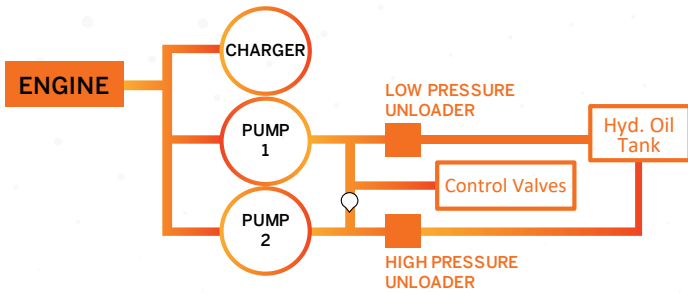 CHARGER
ENGINE
LOW PRESSURE
UNLOADER
PUMP
1
Hyd. Oil
Tank
Control Valves
PUMP
2
HIGH PRESSURE
UNLOADER